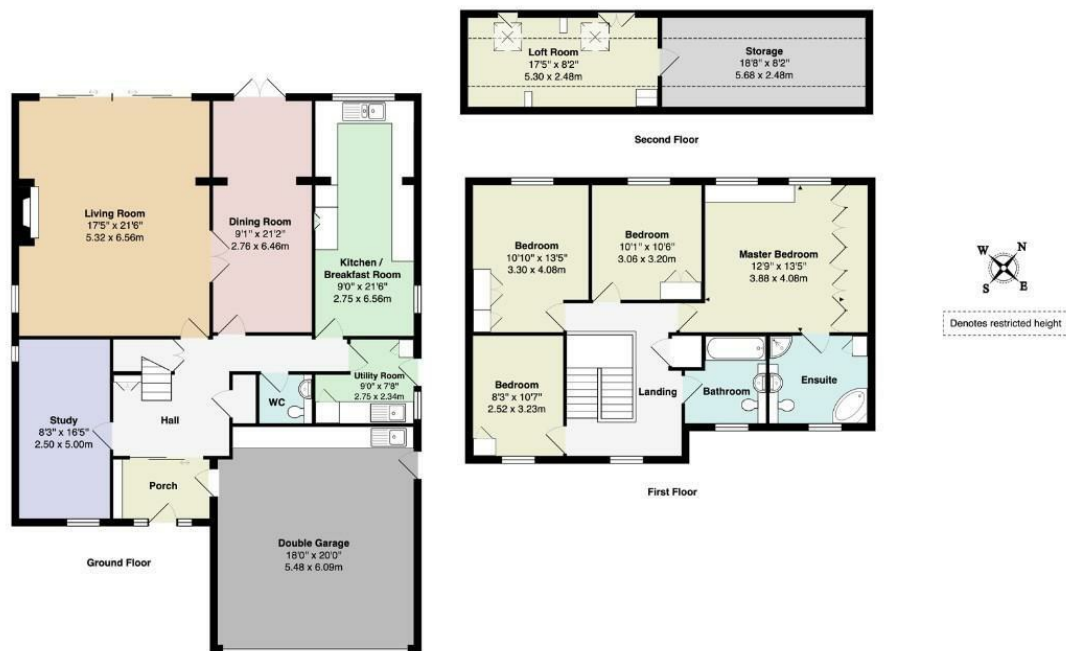 Living Room
17'5" x 21'6"
5.32 x 6.56m
Dining Room
9'1" x 21'2"
2.76 x 6.46m
Kitchen /
Breakfast Room
9'0" x 21'6"
2.75 x 6.56m
Utility Room
9'0" x 7'8"
2.75 x 2.34m
WC
Study
8'3" x 16'5"
2.50 x 5.00m
Hall
Porch
Double Garage
18'0" x 20'0"
5.48 x 6.09m
Ground Floor
Loft Room
17'5" x 8'2"
5.30 x 2.48m
Storage
18'8" x 8'2"
5.68 x 2.48m
Second Floor
Bedroom
10'10" x 13'5"
3.30 x 4.08m
Bedroom
10'1" x 10'6"
3.06 x 3.20m
Master Bedroom
12'9" x 13'5"
3.88 x 4.08m
Bedroom
8'3" x 10'7"
2.52 x 3.23m
Landing
Bathroom
Ensuite
First Floor
W N
S E
Denotes restricted height